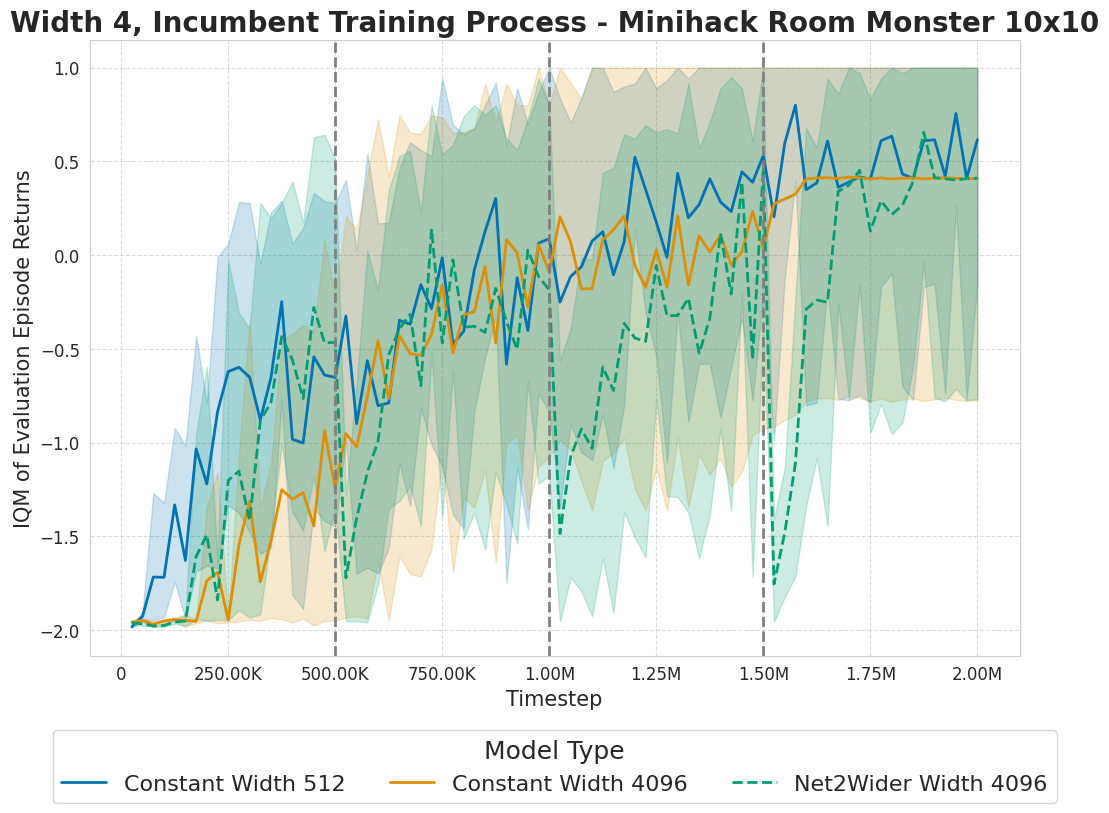 Width 4, Incumbent Training Process - Minihack Room Monster 10x10
IQM of Evaluation Episode Returns
1.0
0.5
0.0
−0.5
−1.0
−1.5
−2.0
0 250.00K 500.00K 750.00K 1.00M 1.25M 1.50M 1.75M 2.00M
Timestep
Model Type
Constant Width 512 Constant Width 4096 Net2Wider Width 4096